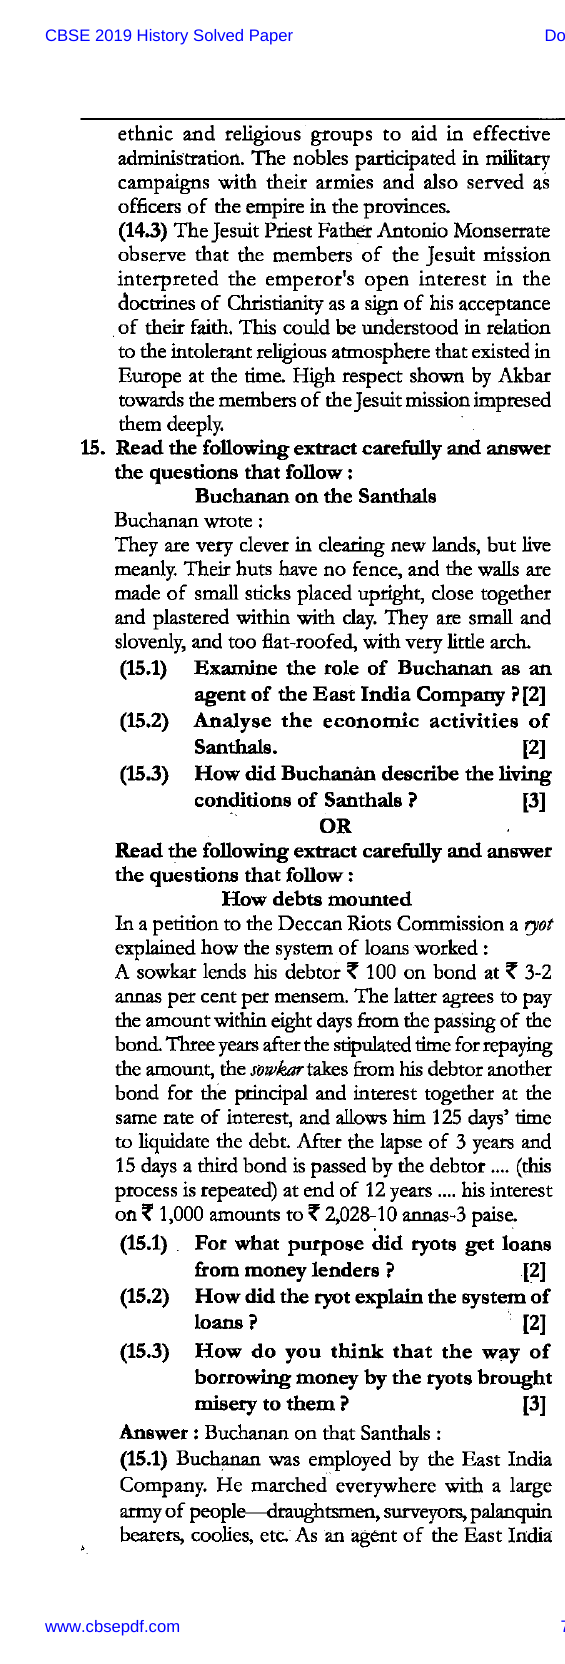 CBSE 2019 History Solved Paper
Do
ethnic and religious groups to aid in effective
administration. The nobles participated in military
campaigns with their armies and also served as
officers of the empire in the provinces.
(14.3) The Jesuit Priest Father Antonio Monserrate
observe that the members of the Jesuit mission
interpreted the emperor's open interest in the
doctrines of Christianity as a sign of his acceptance
of their faith. This could be understood in relation
to the intolerant religious atmosphere that existed in
Europe at the time. High respect shown by Akbar
towards the members of the Jesuit mission impresed
them deeply.
15. Read the following extract carefully and answer
the questions that follow :
Buchanan on the Santhals
Buchanan wrote :
They are very clever in clearing new lands, but live
meanly. Their huts have no fence, and the walls are
made of small sticks placed upright, close together
and plastered within with clay. They are small and
slovenly, and too flat-roofed, with very little arch.
(15.1) Examine the role of Buchanan as an
agent of the East India Company ? [2]
(15.2) Analyse the economic activities of
Santhals. [2]
(15.3) How did Buchanan describe the living
conditions of Santhals ? [3]
OR
Read the following extract carefully and answer
the questions that follow :
How debts mounted
In a petition to the Deccan Riots Commission a ryot
explained how the system of loans worked :
A sowkar lends his debtor ₹ 100 on bond at ₹ 3-2
annas per cent per mensem. The latter agrees to pay
the amount within eight days from the passing of the
bond. Three years after the stipulated time for repaying
the amount, the sowkar takes from his debtor another
bond for the principal and interest together at the
same rate of interest, and allows him 125 days' time
to liquidate the debt. After the lapse of 3 years and
15 days a third bond is passed by the debtor .... (this
process is repeated) at end of 12 years .... his interest
on ₹ 1,000 amounts to ₹ 2,028-10 annas-3 paise.
(15.1) For what purpose did ryots get loans
from money lenders ? [2]
(15.2) How did the ryot explain the system of
loans ? [2]
(15.3) How do you think that the way of
borrowing money by the ryots brought
misery to them ? [3]
Answer : Buchanan on that Santhals :
(15.1) Buchanan was employed by the East India
Company. He marched everywhere with a large
army of people—draughtsmen, surveyors, palanquin
bearers, coolies, etc. As an agent of the East India
www.cbsepdf.com
7